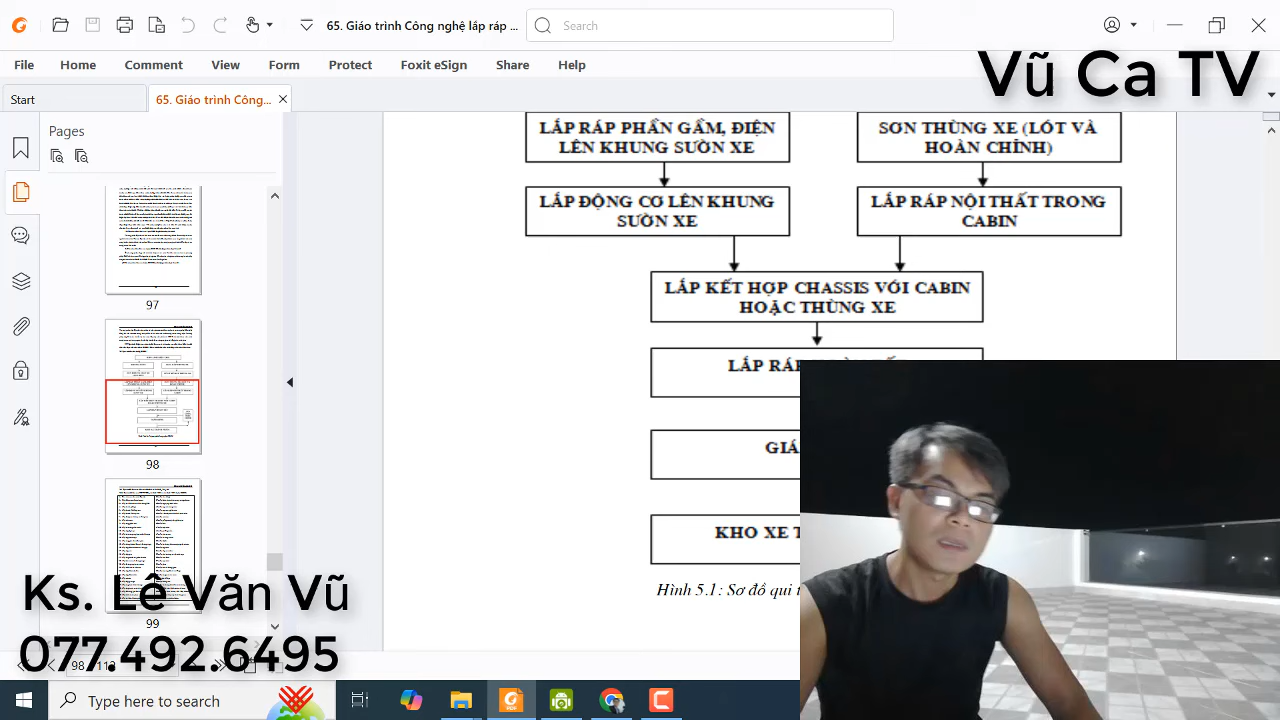 65. Giáo trình Công nghệ lắp ráp ...
Search
File Home Comment View Form Protect Foxit eSign Share Help
Vũ Ca TV
Start
65. Giáo trình Công...
Pages
LẮP RÁP PHẦN GẦM, ĐIỆN
LÊN KHUNG SƯỜN XE
SƠN THÙNG XE (LÓT VÀ
HOÀN CHỈNH)
LẮP ĐỘNG CƠ LÊN KHUNG
SƯỜN XE
LẮP RÁP NỘI THẤT TRONG
CABIN
LẮP KẾT HỢP CHASSIS VỚI CABIN
HOẶC THÙNG XE
LẮP RÁP
KHO XE
Hình 5.1: Sơ đồ qui
97
98
99
Ks. Lê Văn Vũ
077.492.6495
98
Type here to search